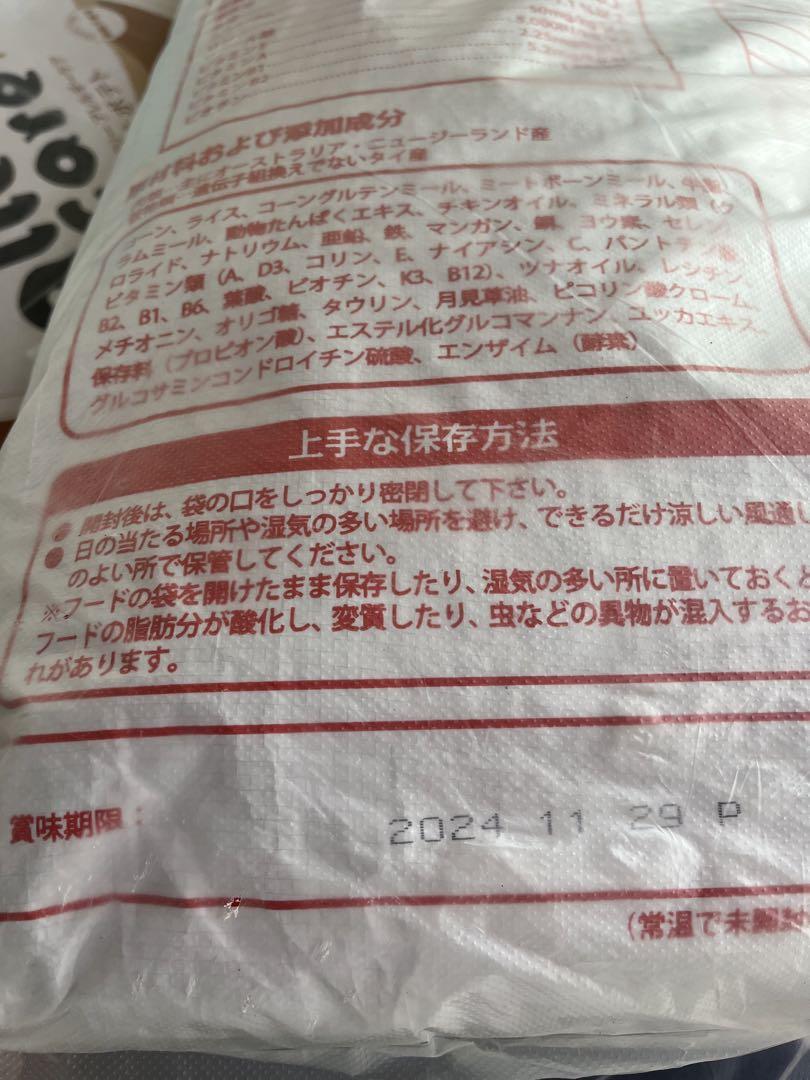 ビタミンB1
ビタミンB2
原材料および添加成分
主にオーストラリア・ニュージーランド産
遺伝子組換えでないタイ産
コーン、ライス、コーングルテンミール、ミートボーンミール、牛脂、
ラムミール、動物たんぱくエキス、チキンオイル、ミネラル類（ク
ロライド、ナトリウム、亜鉛、鉄、マンガン、銅、ヨウ素、セレン
ビタミン類（A、D3、コリン、E、ナイアシン、C、パントテン酸、
B2、B1、B6、葉酸、ビオチン、K3、B12）、ツナオイル、レシチン、
メチオニン、オリゴ糖、タウリン、月見草油、ピコリン酸クローム、
保存料（プロピオン酸）、エステル化グルコマンナン、ユッカエキス、
グルコサミンコンドロイチン硫酸、エンザイム（酵素）
上手な保存方法
● 開封後は、袋の口をしっかり密閉して下さい。
● 日の当たる場所や湿気の多い場所を避け、できるだけ涼しい風通し
のよい所で保管してください。
※フードの袋を開けたまま保存したり、湿気の多い所に置いておくと
フードの脂肪分が酸化し、変質したり、虫などの異物が混入するお
れがあります。
賞味期限：
2024 11 29 P
（常温で未開封